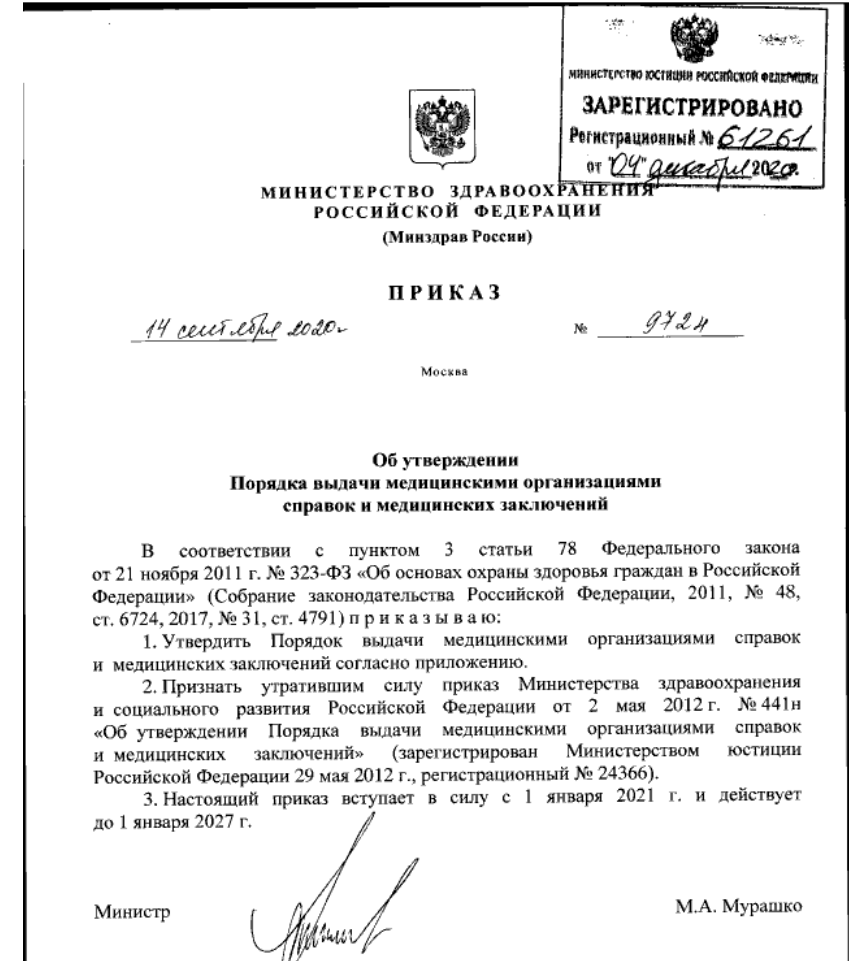 МИНИСТЕРСТВО ЮСТИЦИИ РОССИЙСКОЙ ФЕДЕРАЦИИ
ЗАРЕГИСТРИРОВАНО
Регистрационный № 61261
от "04" декабря 2020.
МИНИСТЕРСТВО ЗДРАВООХРАНЕНИЯ
РОССИЙСКОЙ ФЕДЕРАЦИИ
(Минздрав России)
ПРИКАЗ
14 сентября 2020 г.
№ 972н
Москва
Об утверждении
Порядка выдачи медицинскими организациями
справок и медицинских заключений
В соответствии с пунктом 3 статьи 78 Федерального закона
от 21 ноября 2011 г. № 323-ФЗ «Об основах охраны здоровья граждан в Российской
Федерации» (Собрание законодательства Российской Федерации, 2011, № 48,
ст. 6724, 2017, № 31, ст. 4791) п р и к а з ы в а ю:
1. Утвердить Порядок выдачи медицинскими организациями справок
и медицинских заключений согласно приложению.
2. Признать утратившим силу приказ Министерства здравоохранения
и социального развития Российской Федерации от 2 мая 2012 г. № 441н
«Об утверждении Порядка выдачи медицинскими организациями справок
и медицинских заключений» (зарегистрирован Министерством юстиции
Российской Федерации 29 мая 2012 г., регистрационный № 24366).
3. Настоящий приказ вступает в силу с 1 января 2021 г. и действует
до 1 января 2027 г.
Министр
М.А. Мурашко